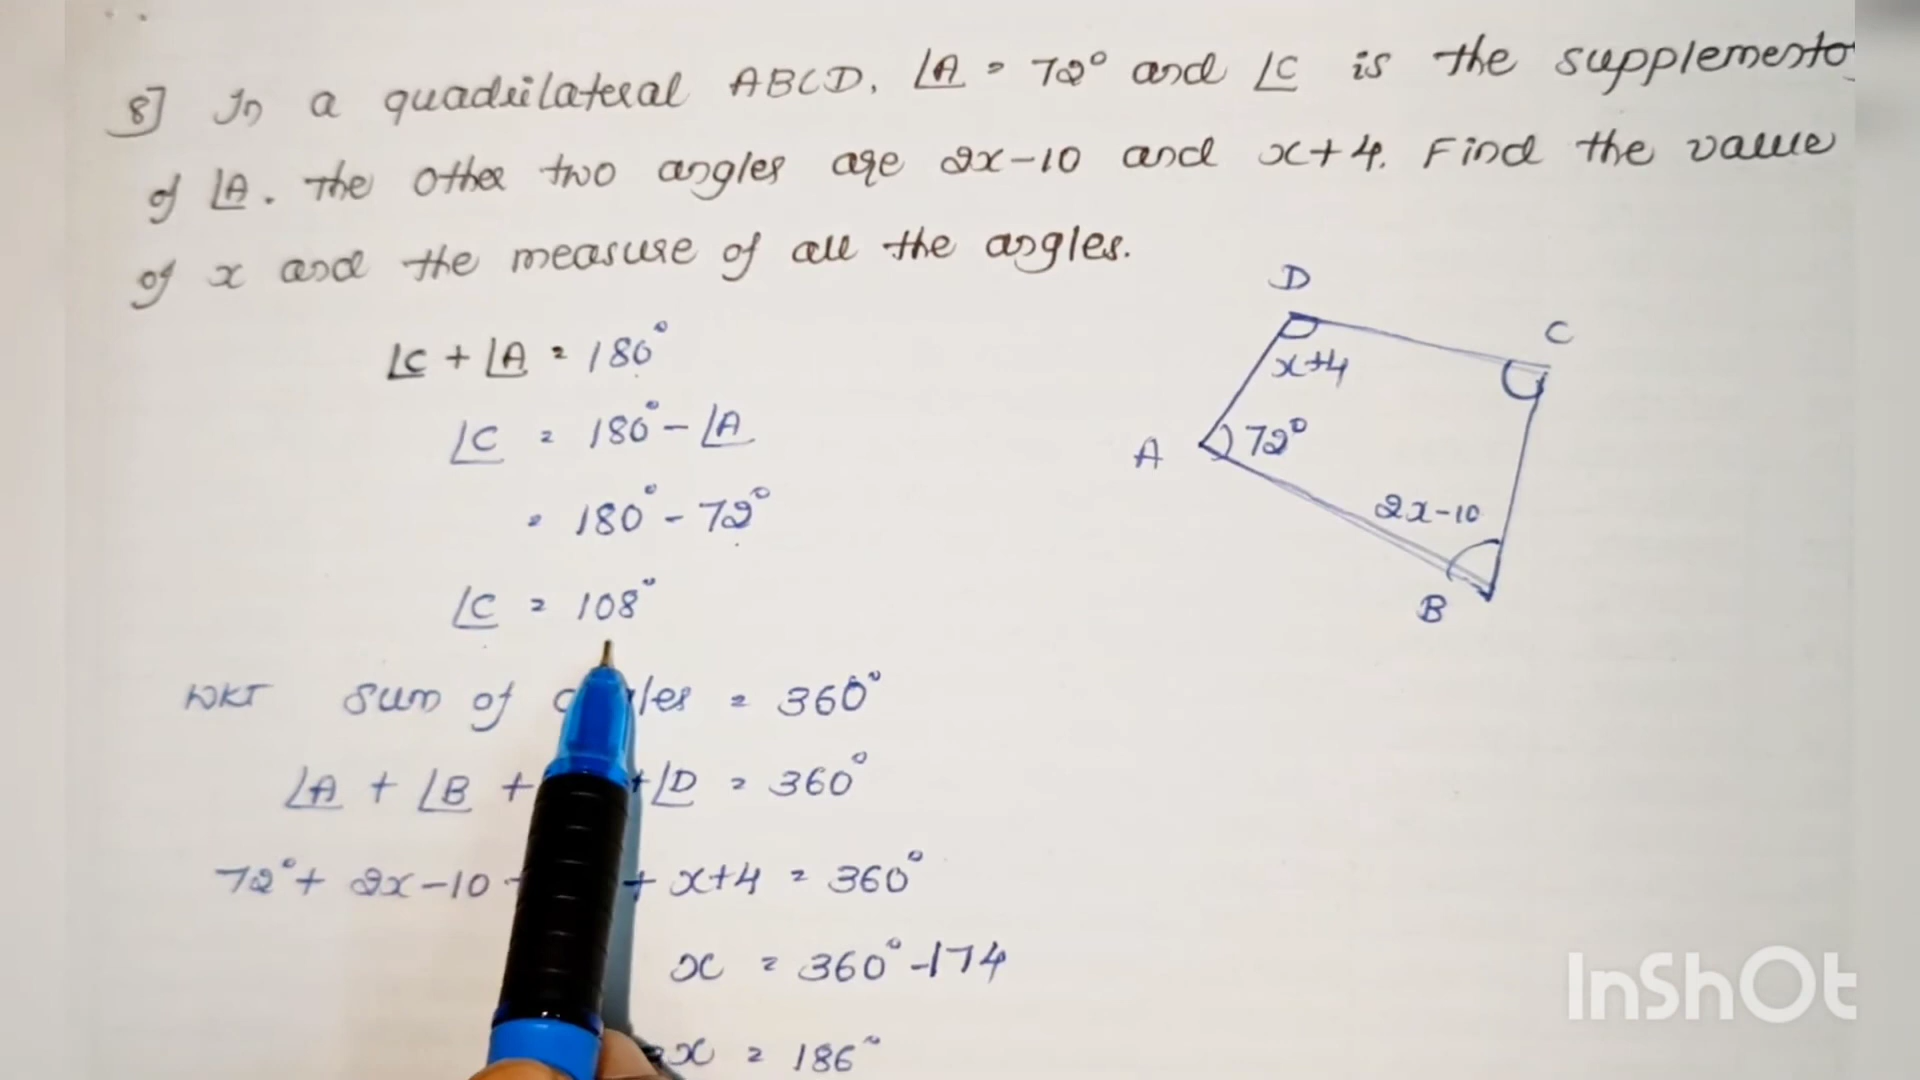 8] In a quadrilateral ABCD, ∠A = 72° and ∠C is the supplementa
of ∠A. The other two angles are 2x-10 and x+4. Find the value
of x and the measure of all the angles.
∠C + ∠A = 180°
∠C = 180° - ∠A
= 180° - 72°
∠C = 108°
WKT Sum of = 360°
∠A + ∠B + + ∠D = 360°
72° + 2x-10 + + x+4 = 360°
x = 360° - 174
x = 186°
D
C
x+4
A
72°
2x-10
B
InShOt